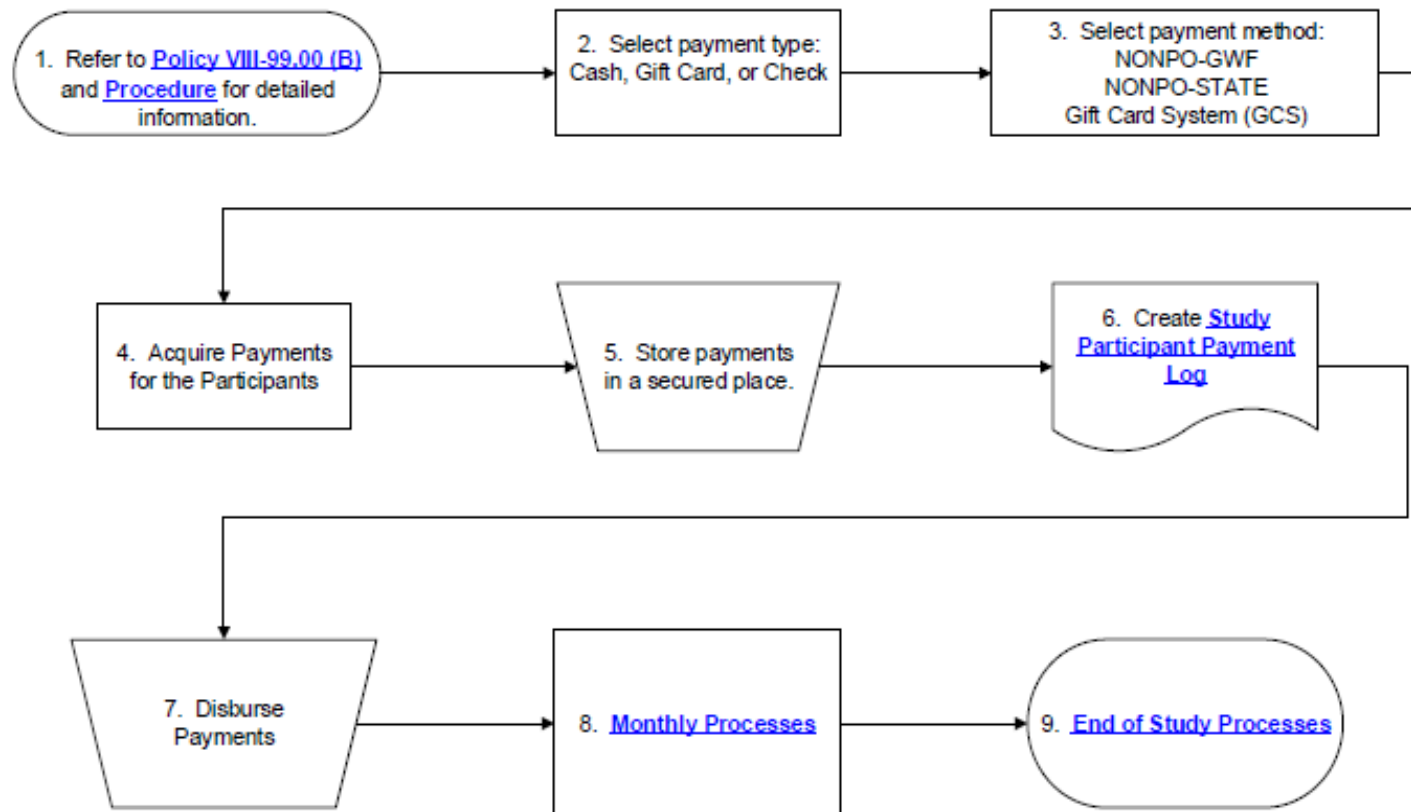 1. Refer to Policy VIII-99.00 (B)
and Procedure for detailed
information.
2. Select payment type:
Cash, Gift Card, or Check
3. Select payment method:
NONPO-GWF
NONPO-STATE
Gift Card System (GCS)
4. Acquire Payments
for the Participants
5. Store payments
in a secured place.
6. Create Study
Participant Payment
Log
7. Disburse
Payments
8. Monthly Processes
9. End of Study Processes